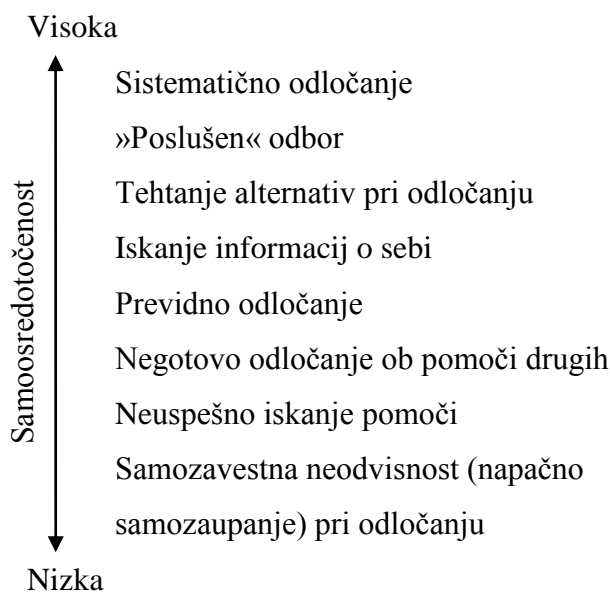 Visoka
Samoosredotočenost
Sistematično odločanje
»Poslušen« odbor
Tehtanje alternativ pri odločanju
Iskanje informacij o sebi
Previdno odločanje
Negotovo odločanje ob pomoči drugih
Neuspešno iskanje pomoči
Samozavestna neodvisnost (napačno
samozaupanje) pri odločanju
Nizka